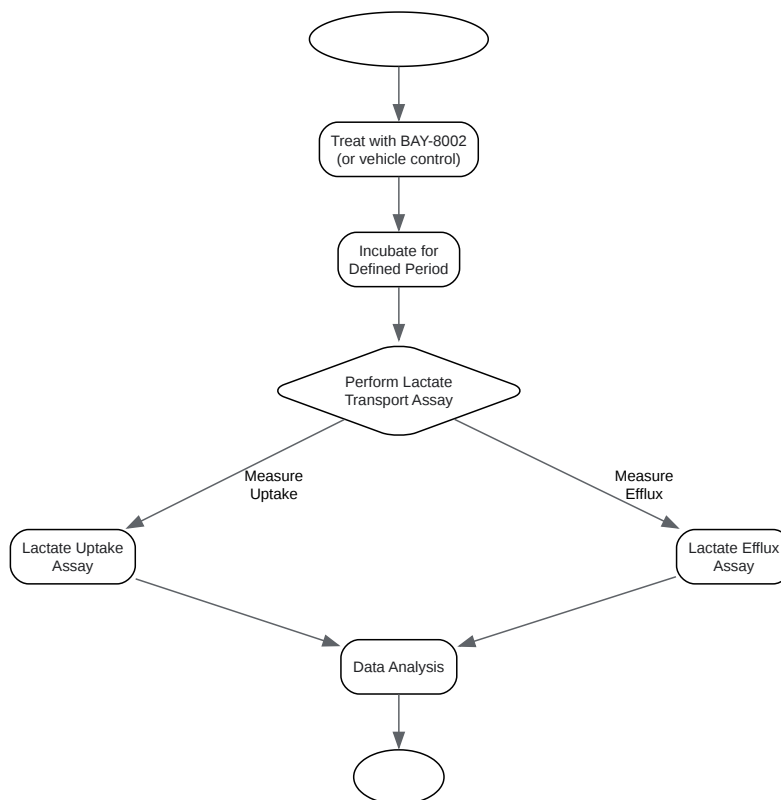 Treat with BAY-8002
(or vehicle control)
Incubate for
Defined Period
Perform Lactate
Transport Assay
Measure
Uptake
Measure
Efflux
Lactate Uptake
Assay
Lactate Efflux
Assay
Data Analysis